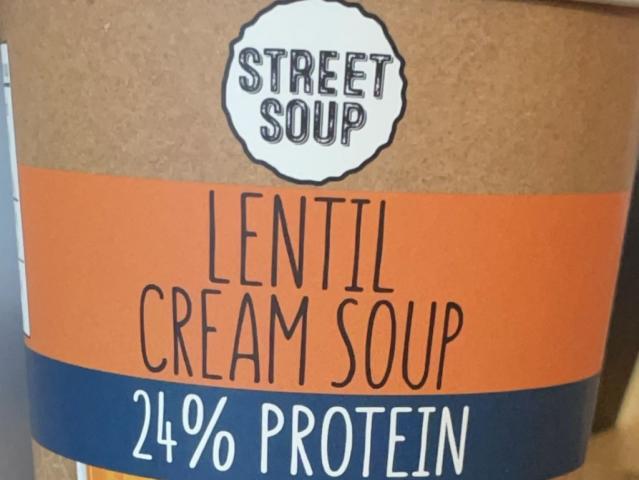 STREET
SOUP
LENTIL
CREAM SOUP
24% PROTEIN